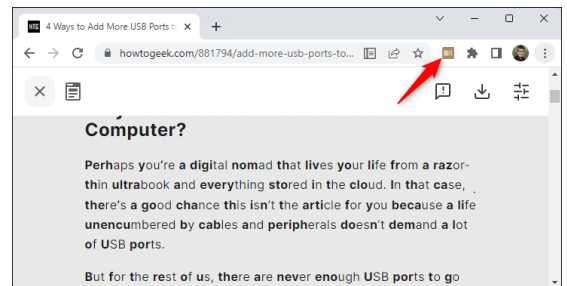 HTG 4 Ways to Add More USB Ports to
howtogeek.com/881794/add-more-usb-ports-to...
BR
Computer?
Perhaps you're a digital nomad that lives your life from a razor-
thin ultrabook and everything stored in the cloud. In that case,
there's a good chance this isn't the article for you because a life
unencumbered by cables and peripherals doesn't demand a lot
of USB ports.
But for the rest of us, there are never enough USB ports to go